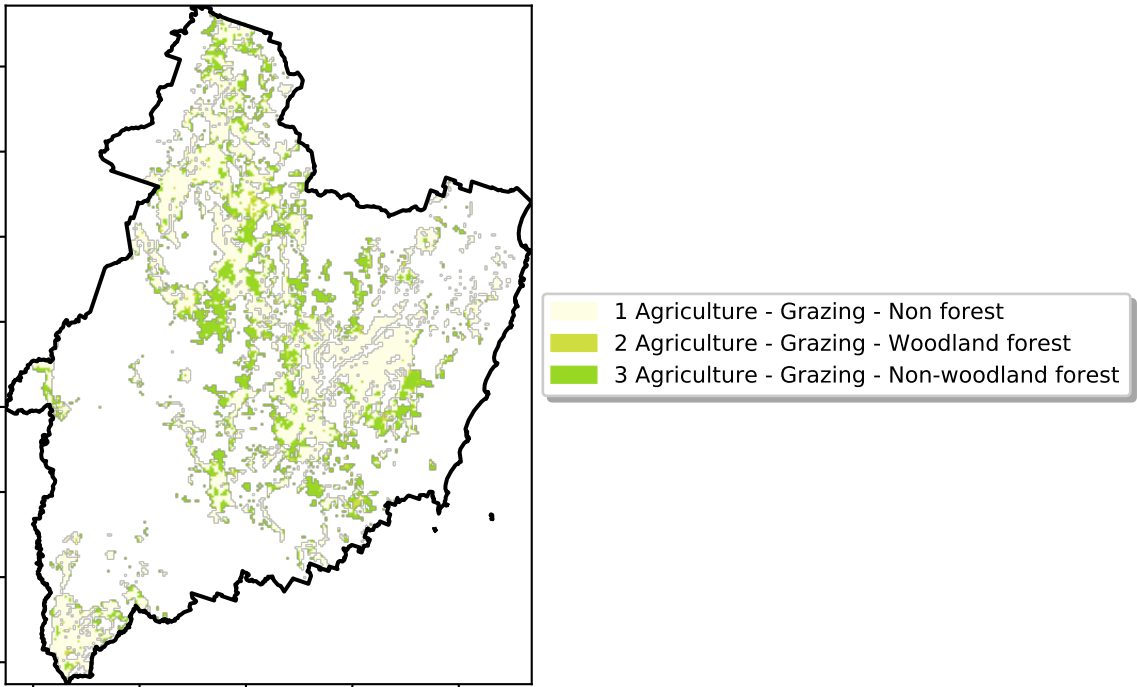 1 Agriculture - Grazing - Non forest
2 Agriculture - Grazing - Woodland forest
3 Agriculture - Grazing - Non-woodland forest